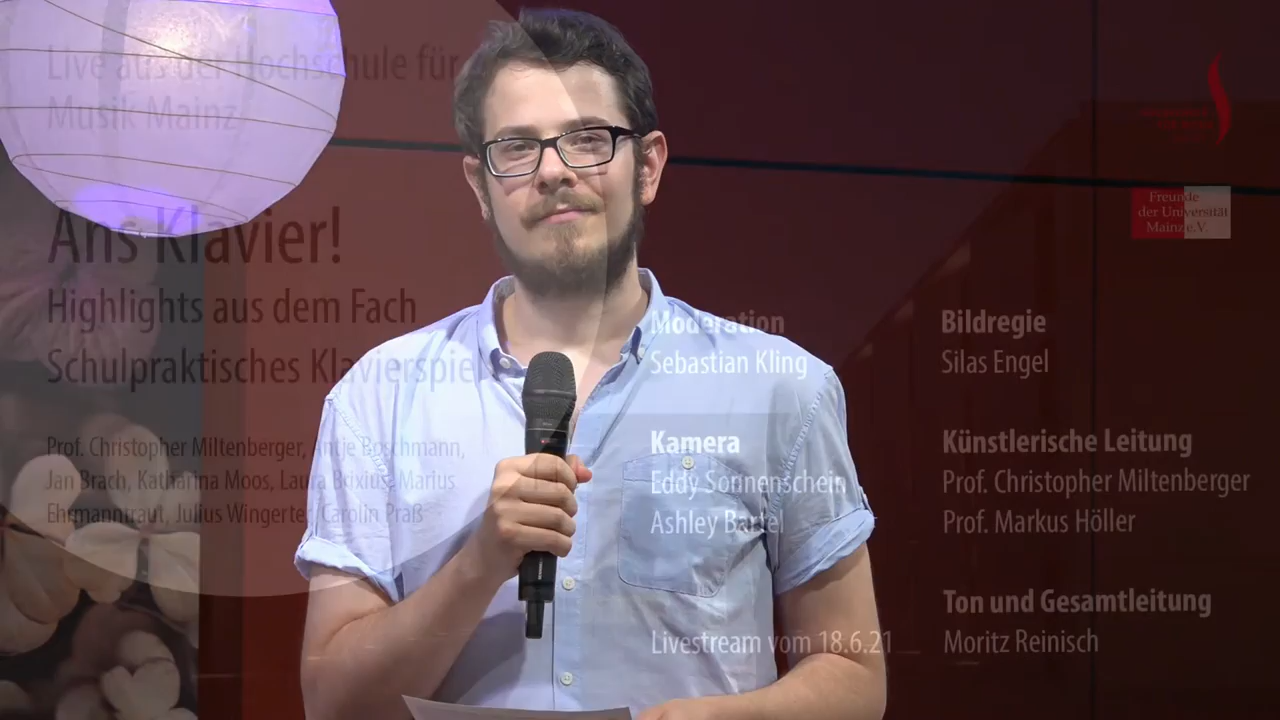 Live aus der Hochschule für
Musik Mainz
Ans Klavier!
Highlights aus dem Fach
Schulpraktisches Klavierspiel
Prof. Christopher Miltenberger, Antje Boschmann,
Jan Brach, Katharina Moos, Laura Brixius, Marius
Ehrmanntraut, Julius Wingerter, Carolin Praß
Moderation
Sebastian Kling
Kamera
Eddy Sonnenschein
Ashley Bartel
Livestream vom 18.6.21
Freunde
der Universität
Mainz e.V.
Bildregie
Silas Engel
Künstlerische Leitung
Prof. Christopher Miltenberger
Prof. Markus Höller
Ton und Gesamtleitung
Moritz Reinisch